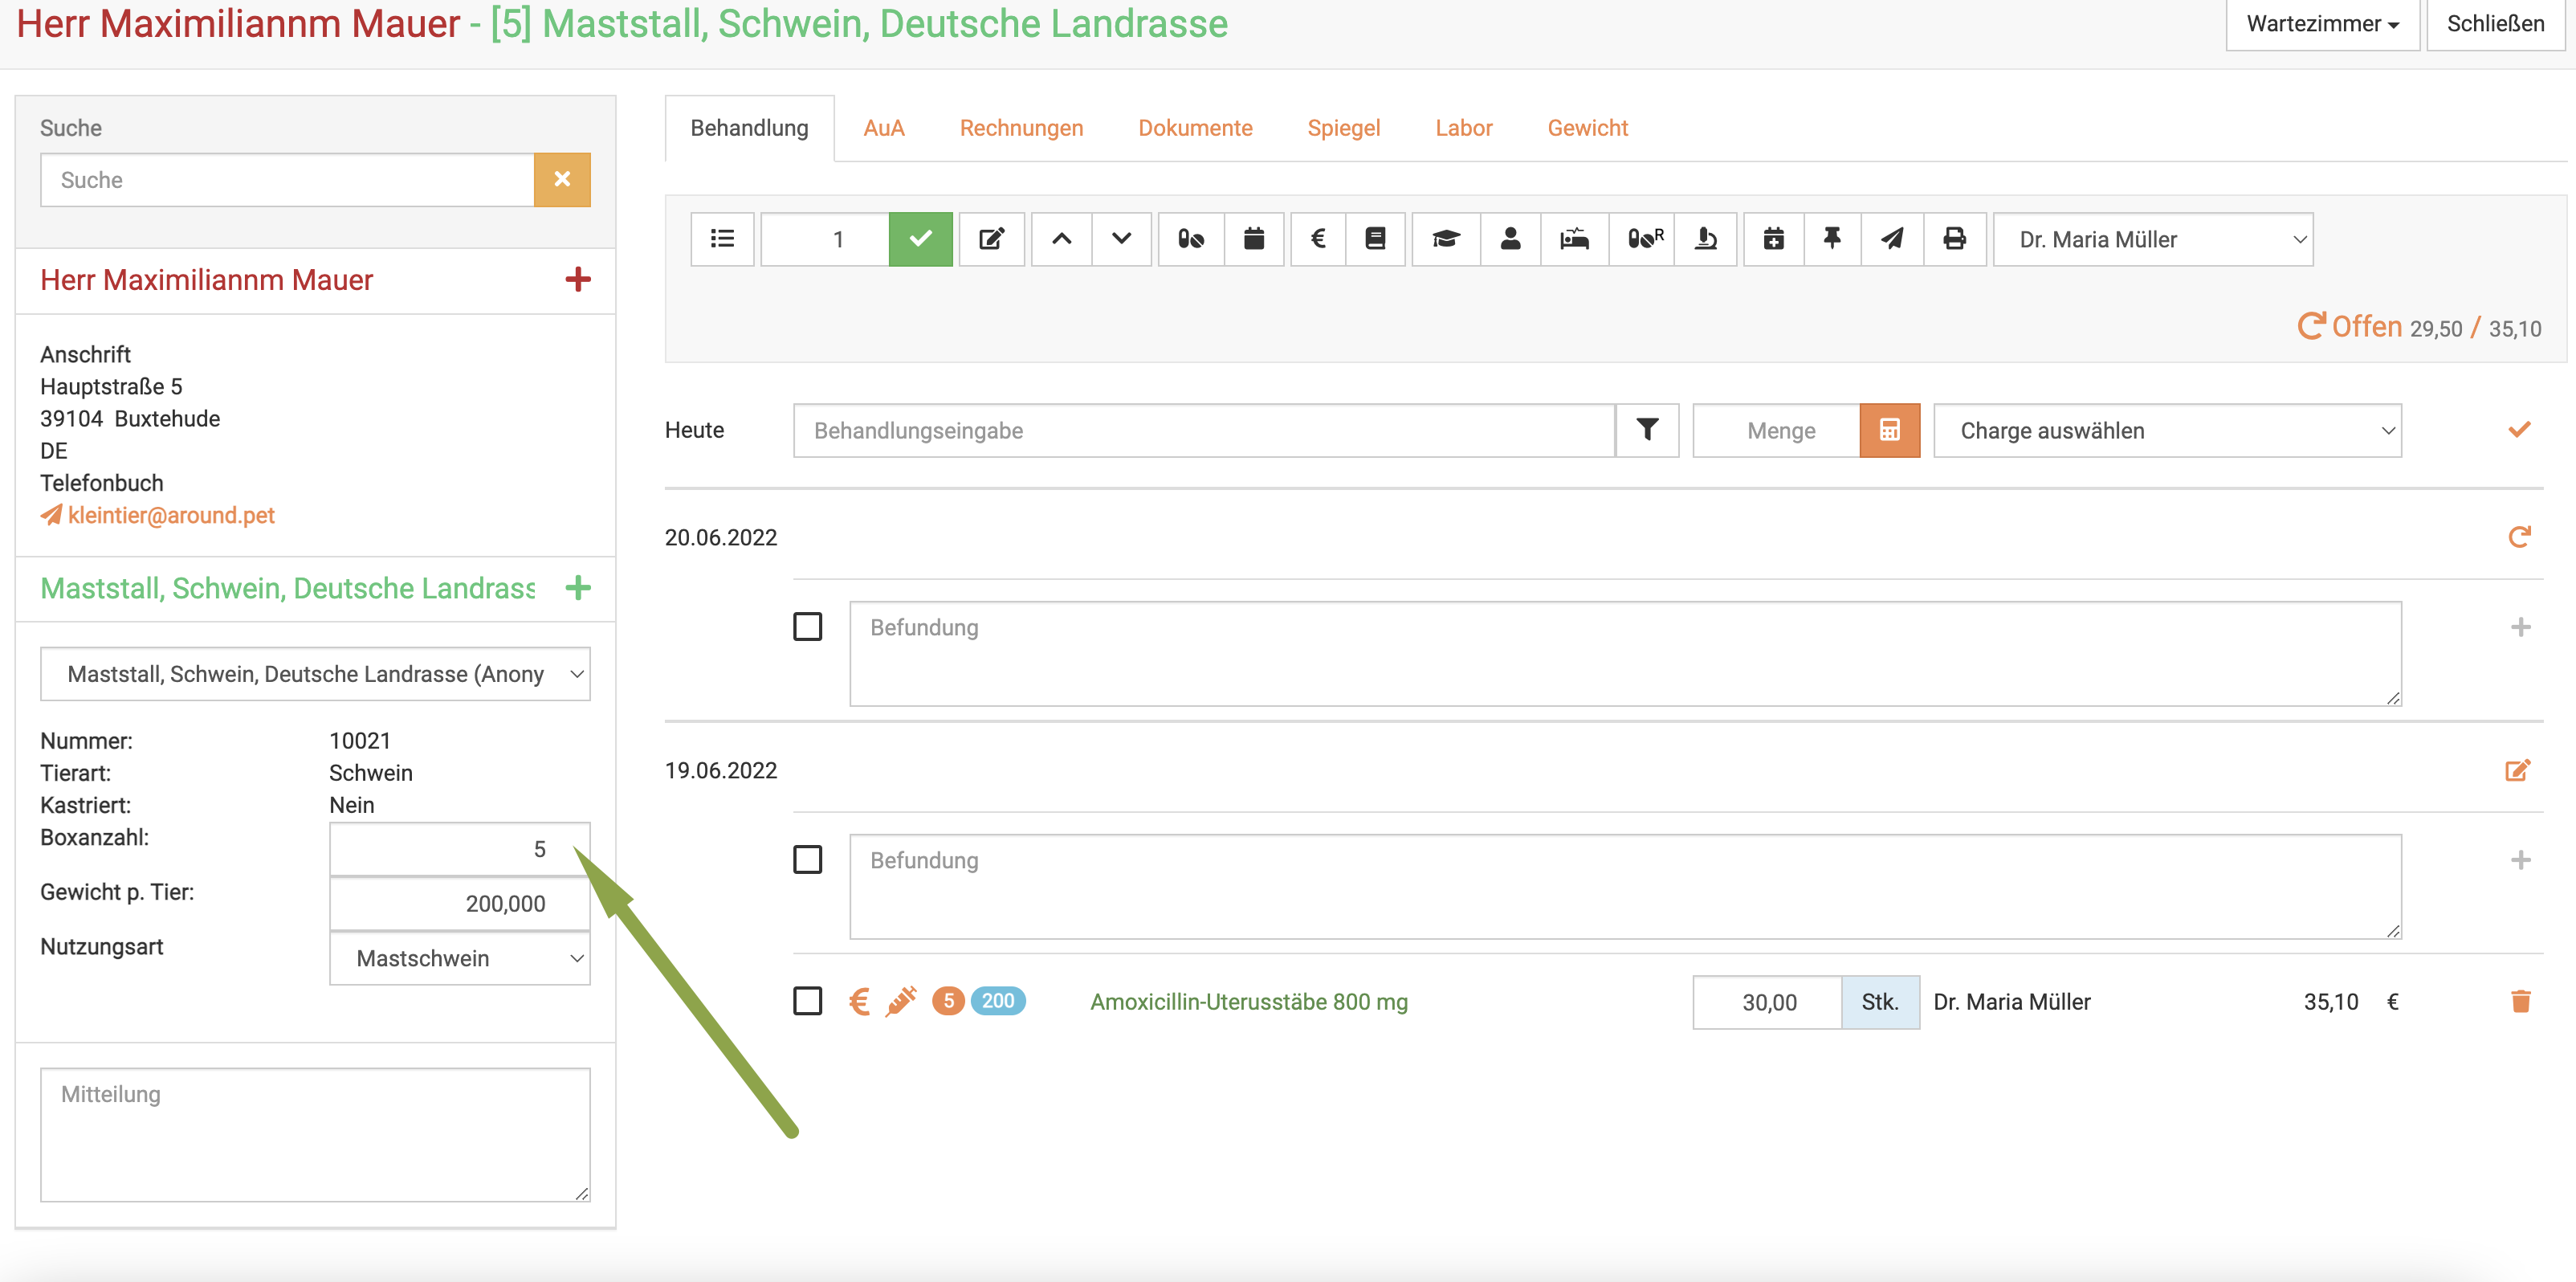 Herr Maximiliannm Mauer - [5] Maststall, Schwein, Deutsche Landrasse
Wartezimmer
Schließen
Suche
Suche
Herr Maximiliannm Mauer
Anschrift
Hauptstraße 5
39104 Buxtehude
DE
Telefonbuch
kleintier@around.pet
Maststall, Schwein, Deutsche Landrass
Maststall, Schwein, Deutsche Landrasse (Anony
Nummer: 10021
Tierart: Schwein
Kastriert: Nein
Boxanzahl: 5
Gewicht p. Tier: 200,000
Nutzungsart Mastschwein
Mitteilung
Behandlung AuA Rechnungen Dokumente Spiegel Labor Gewicht
1 € R Dr. Maria Müller
Offen 29,50 / 35,10
Heute Behandlungseingabe Menge Charge auswählen
20.06.2022
Befundung
19.06.2022
Befundung
€ 5 200 Amoxicillin-Uterusstäbe 800 mg 30,00 Stk. Dr. Maria Müller 35,10 €